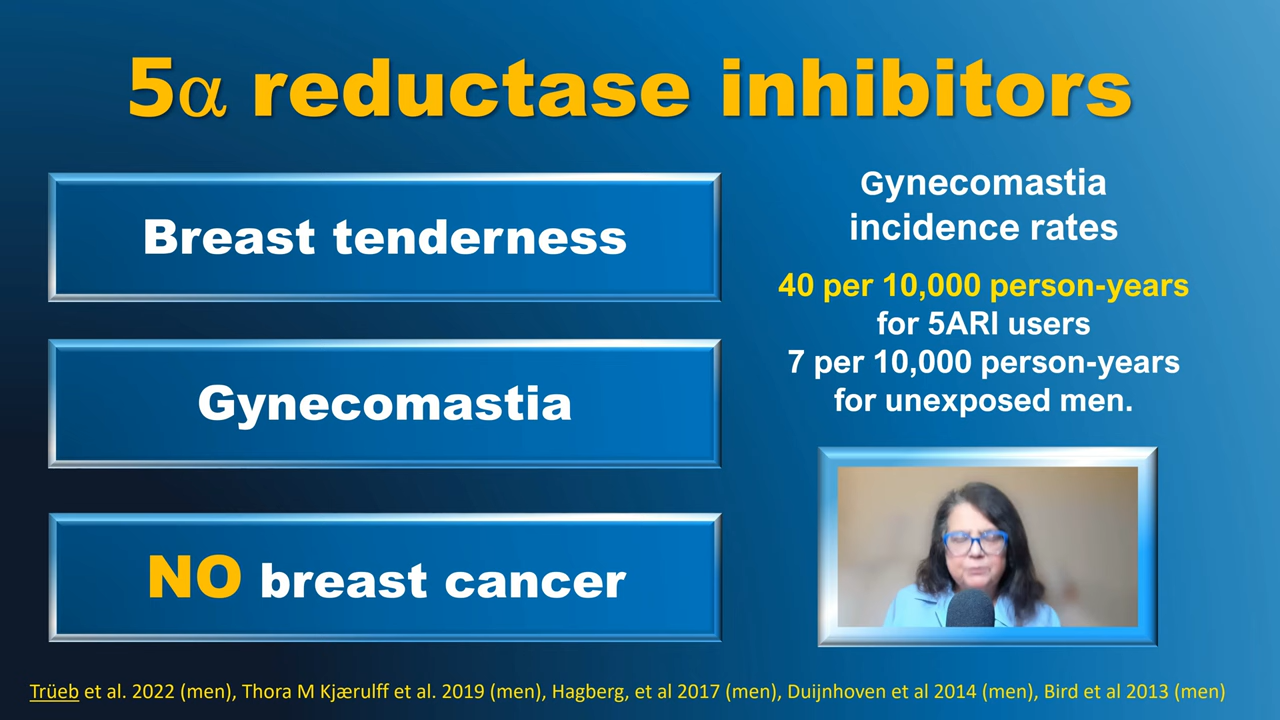 5α reductase inhibitors
Breast tenderness
Gynecomastia
NO breast cancer
Gynecomastia
incidence rates
40 per 10,000 person-years
for 5ARI users
7 per 10,000 person-years
for unexposed men.
Trüeb et al. 2022 (men), Thora M Kjærulff et al. 2019 (men), Hagberg, et al 2017 (men), Duijnhoven et al 2014 (men), Bird et al 2013 (men)